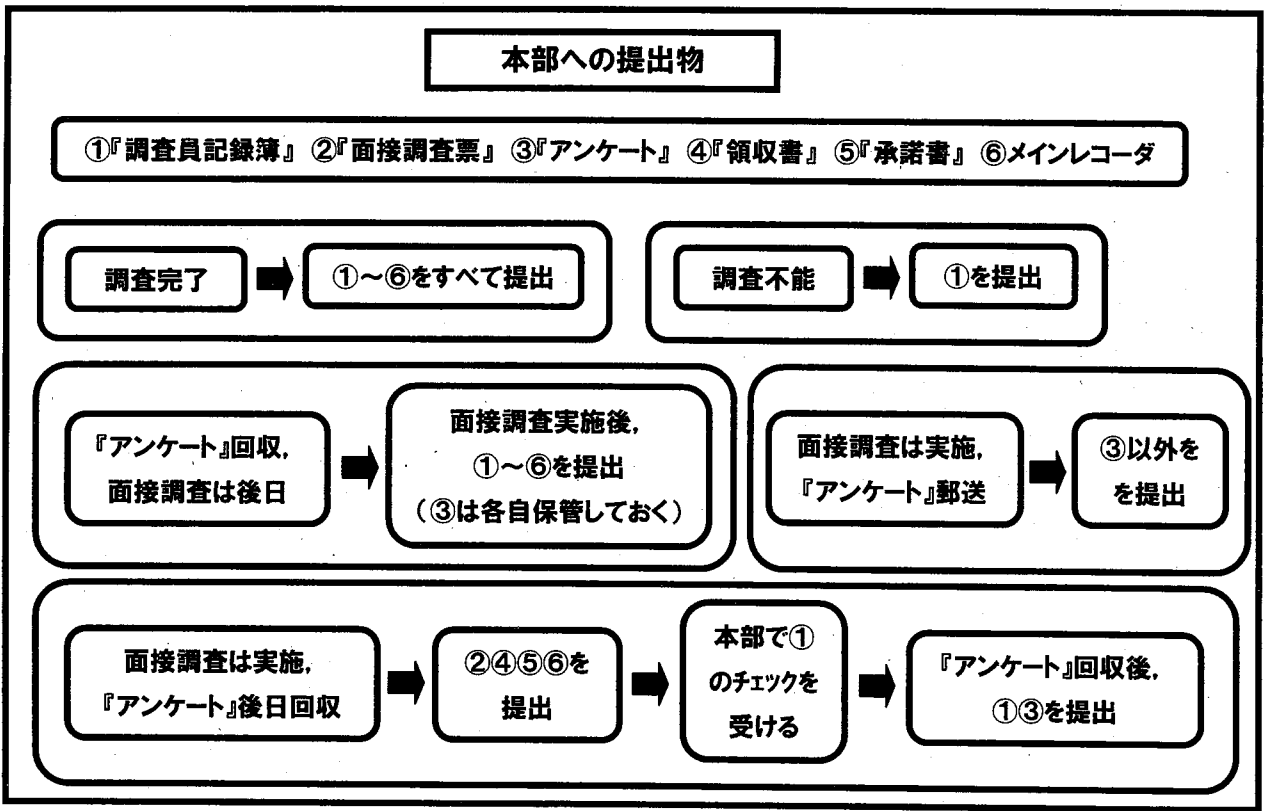 本部への提出物
①『調査員記録簿』 ②『面接調査票』 ③『アンケート』 ④『領収書』 ⑤『承諾書』 ⑥メインレコーダ
調査完了
①～⑥をすべて提出
調査不能
①を提出
『アンケート』回収,
面接調査は後日
面接調査実施後,
①～⑥を提出
（③は各自保管しておく）
面接調査は実施,
『アンケート』郵送
③以外を
を提出
面接調査は実施,
『アンケート』後日回収
②④⑤⑥を
提出
本部で①
のチェックを
受ける
『アンケート』回収後,
①③を提出